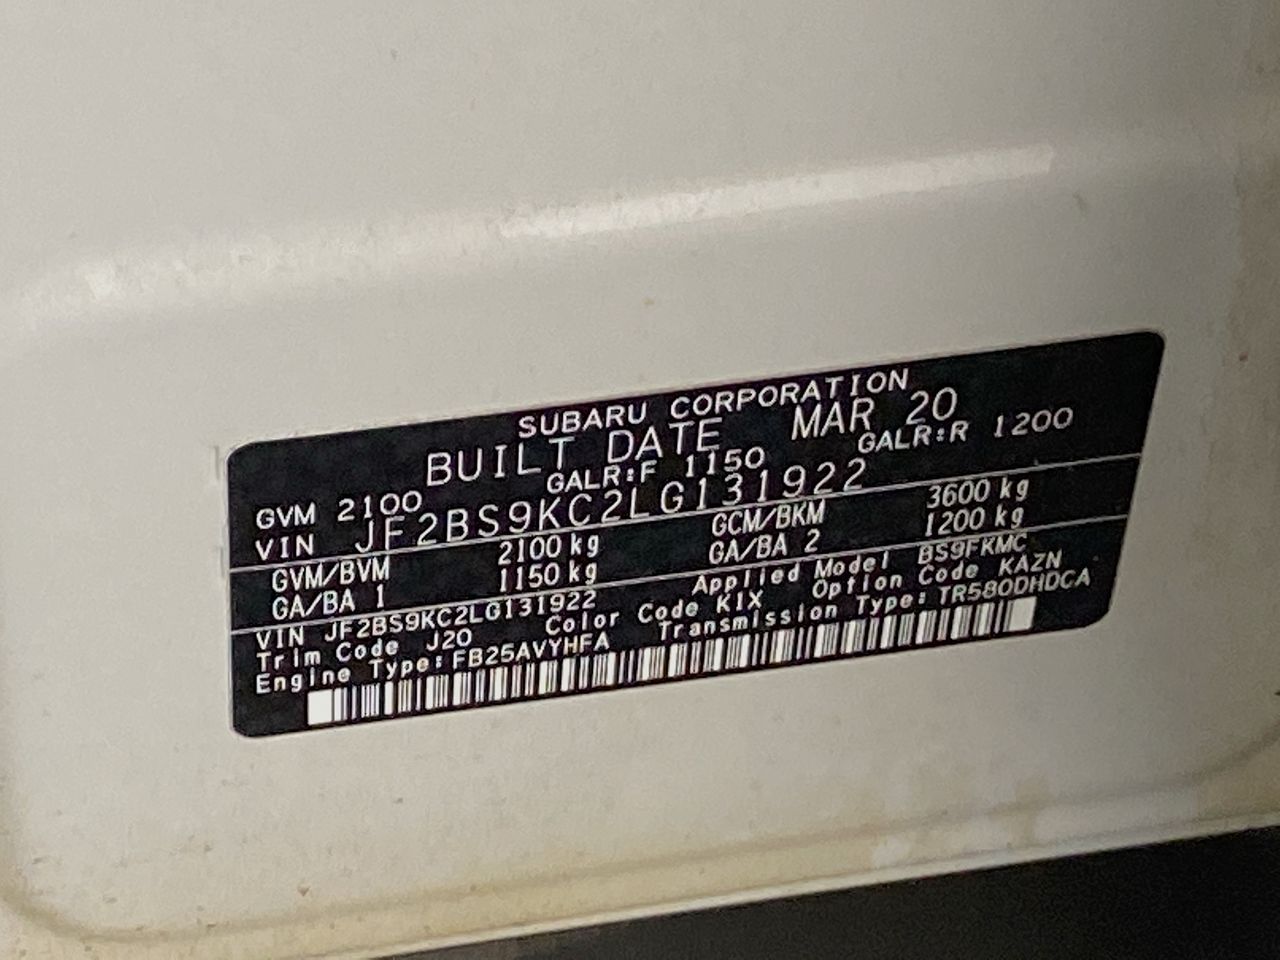 SUBARU CORPORATION
BUILT DATE MAR 20
GVM 2100 GALR:F 1150 GALR:R 1200
VIN JF2BS9KC2LG131922
GVM/BVM 2100 kg GCM/BKM 3600 kg
GA/BA 1 1150 kg GA/BA 2 1200 kg
VIN JF2BS9KC2LG131922 Applied Model BS9FKMC
Trim Code J20 Color Code K1X Option Code KAZN
Engine Type: FB25AVYHFA Transmission Type: TR580DHDCA